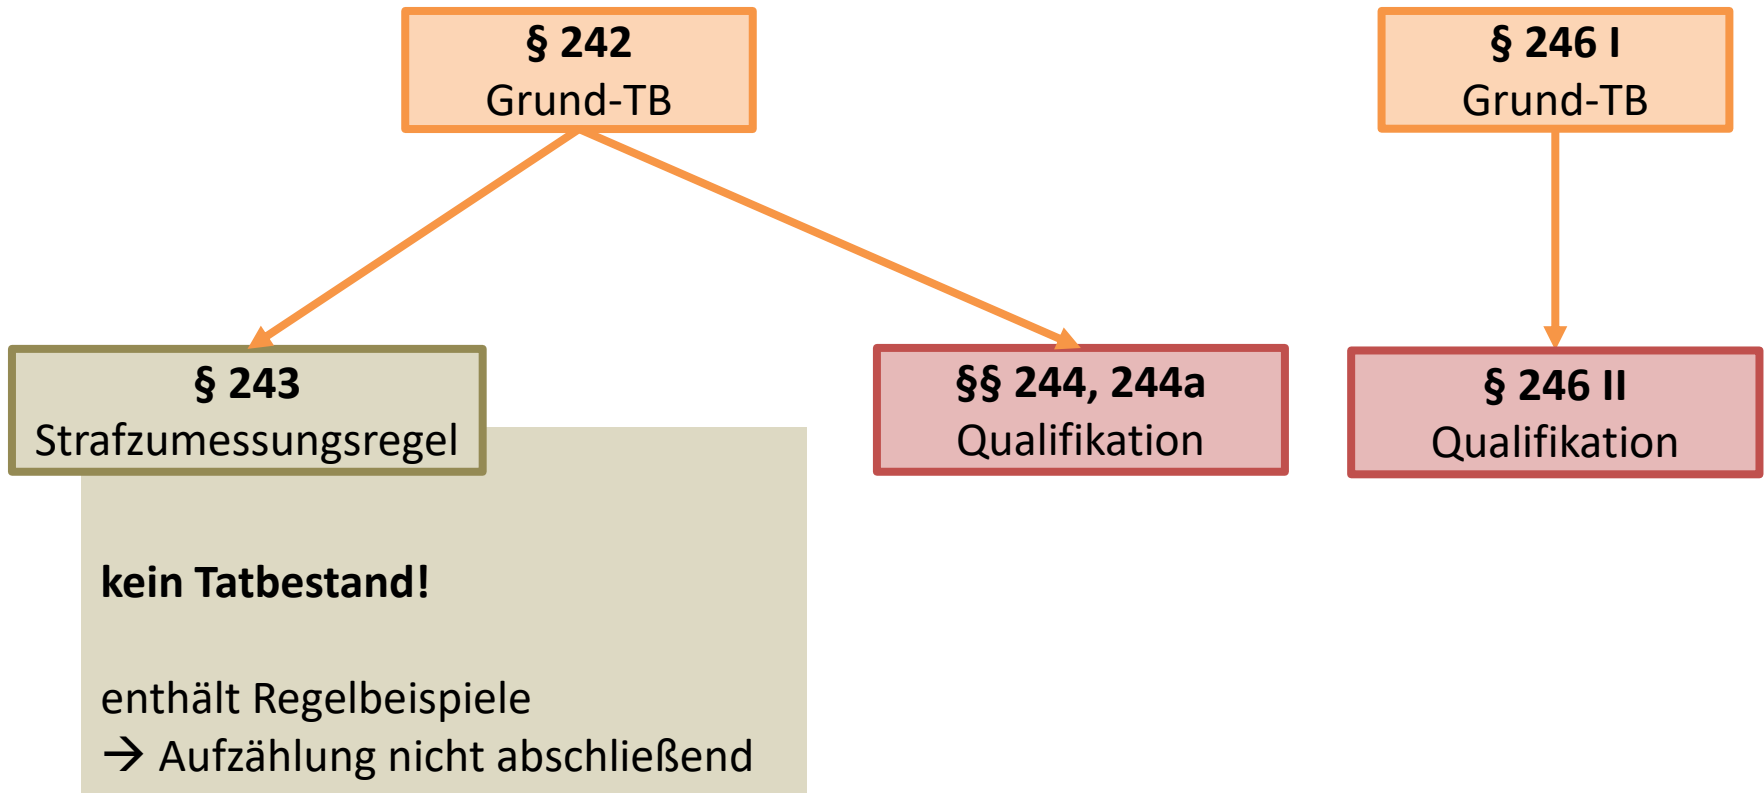 § 242
Grund-TB
§ 246 I
Grund-TB
§ 243
Strafzumessungsregel
§§ 244, 244a
Qualifikation
§ 246 II
Qualifikation
kein Tatbestand!
enthält Regelbeispiele
→ Aufzählung nicht abschließend